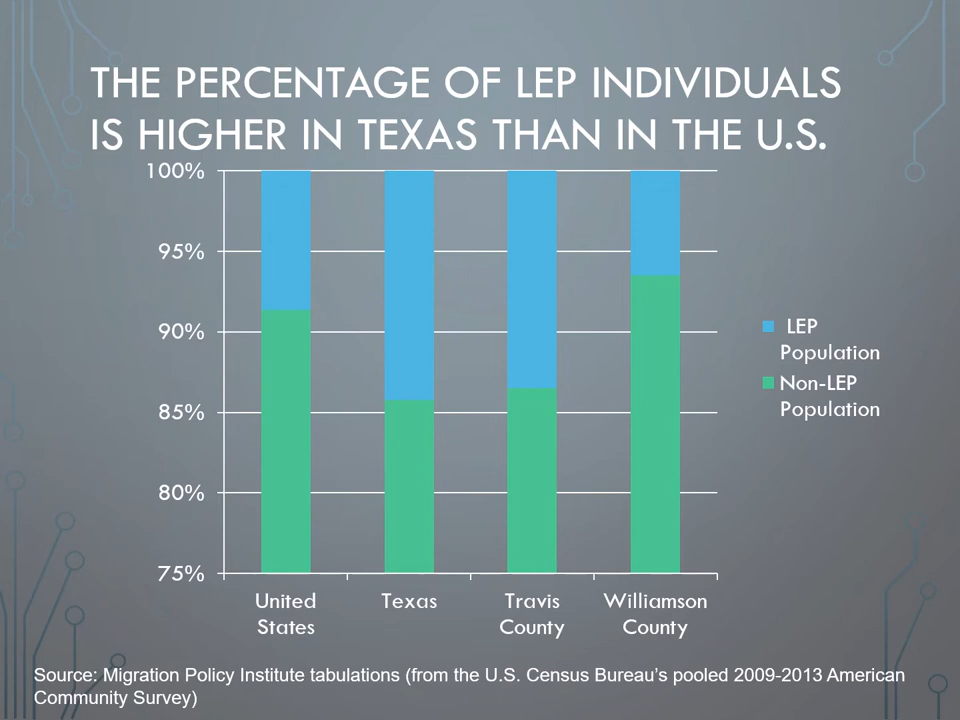 THE PERCENTAGE OF LEP INDIVIDUALS
IS HIGHER IN TEXAS THAN IN THE U.S.
100%
95%
90%
85%
80%
75%
United
States
Texas
Travis
County
Williamson
County
LEP
Population
Non-LEP
Population
Source: Migration Policy Institute tabulations (from the U.S. Census Bureau’s pooled 2009-2013 American
Community Survey)